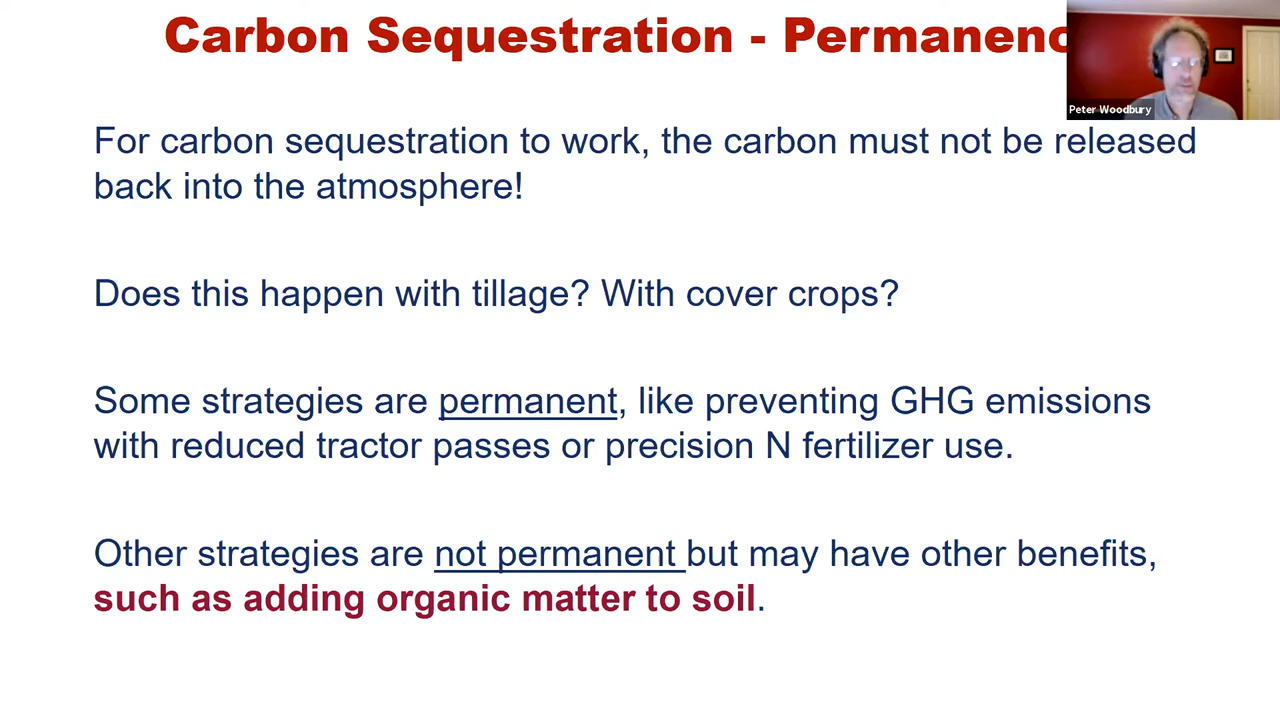 Carbon Sequestration - Permanenc
Peter Woodbury
For carbon sequestration to work, the carbon must not be released
back into the atmosphere!
Does this happen with tillage? With cover crops?
Some strategies are permanent, like preventing GHG emissions
with reduced tractor passes or precision N fertilizer use.
Other strategies are not permanent but may have other benefits,
such as adding organic matter to soil.